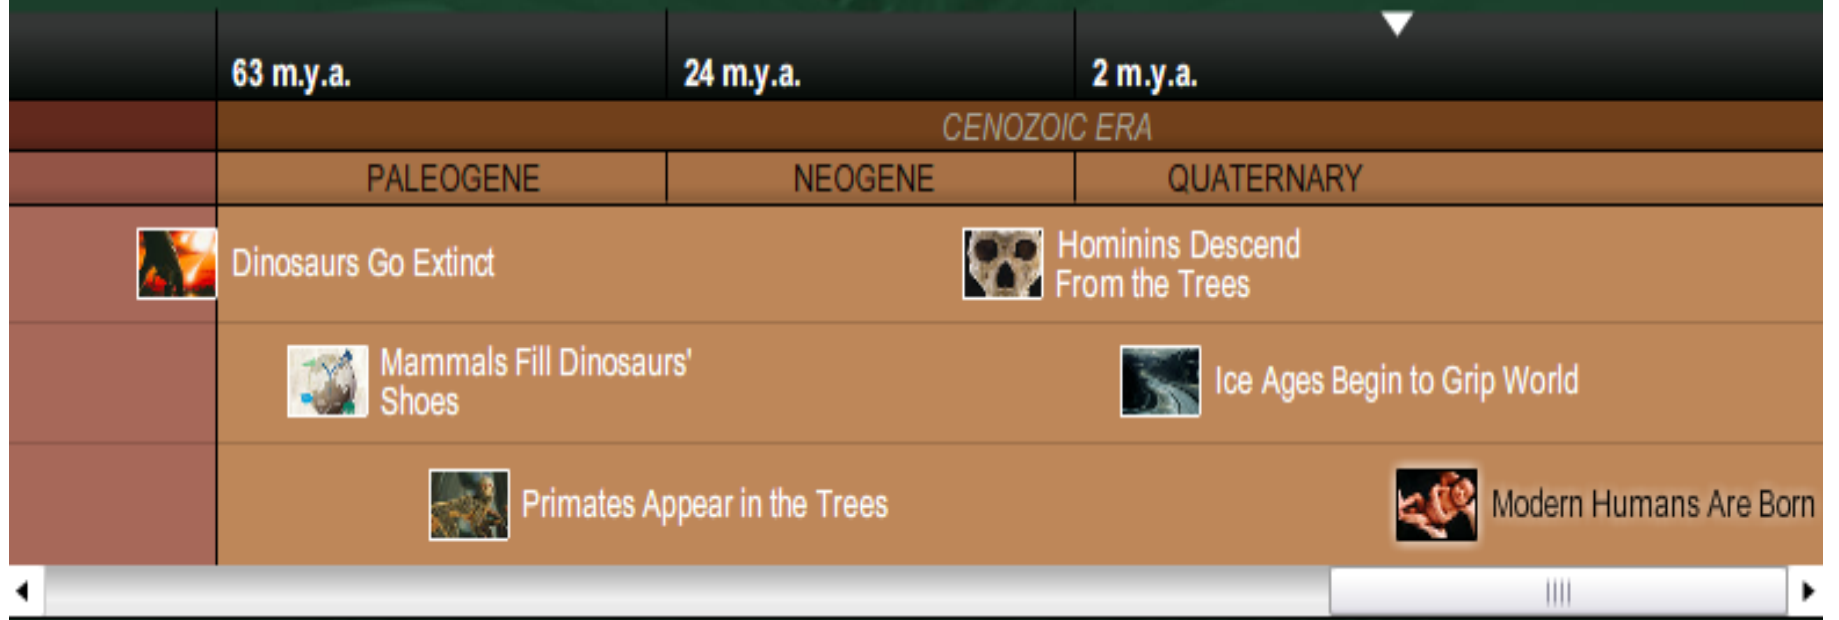 63 m.y.a.
24 m.y.a.
2 m.y.a.
CENOZOIC ERA
PALEOGENE
NEOGENE
QUATERNARY
Dinosaurs Go Extinct
Hominins Descend
From the Trees
Mammals Fill Dinosaurs'
Shoes
Ice Ages Begin to Grip World
Primates Appear in the Trees
Modern Humans Are Born